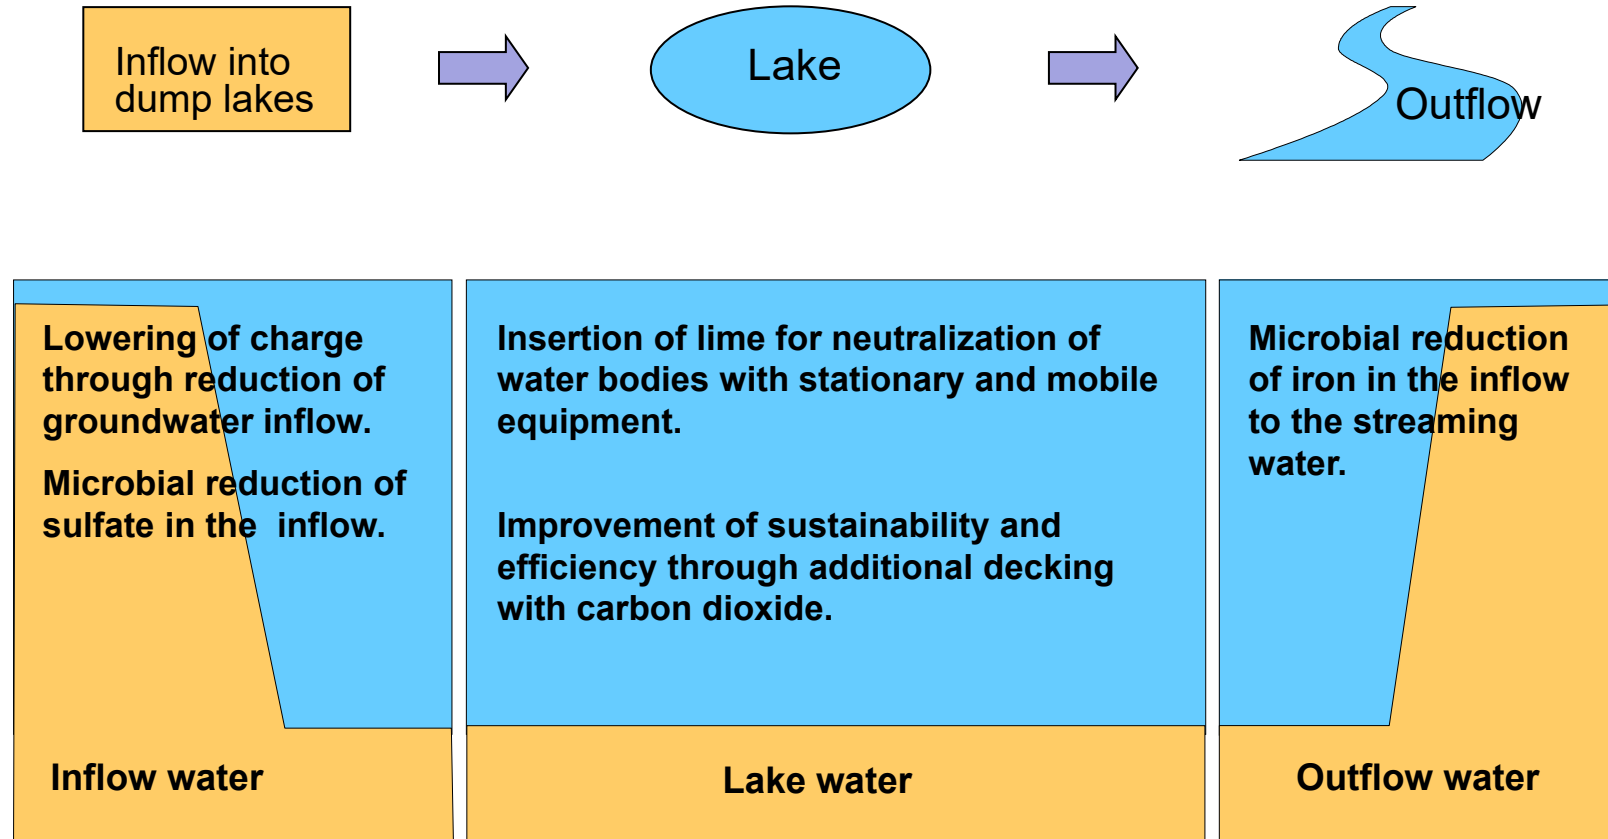 Inflow into
dump lakes
Lake
Outflow
Lowering of charge
through reduction of
groundwater inflow.
Microbial reduction of
sulfate in the  inflow.
Inflow water
Insertion of lime for neutralization of
water bodies with stationary and mobile
equipment.
Improvement of sustainability and
efficiency through additional decking
with carbon dioxide.
Lake water
Microbial reduction
of iron in the inflow
to the streaming
water.
Outflow water